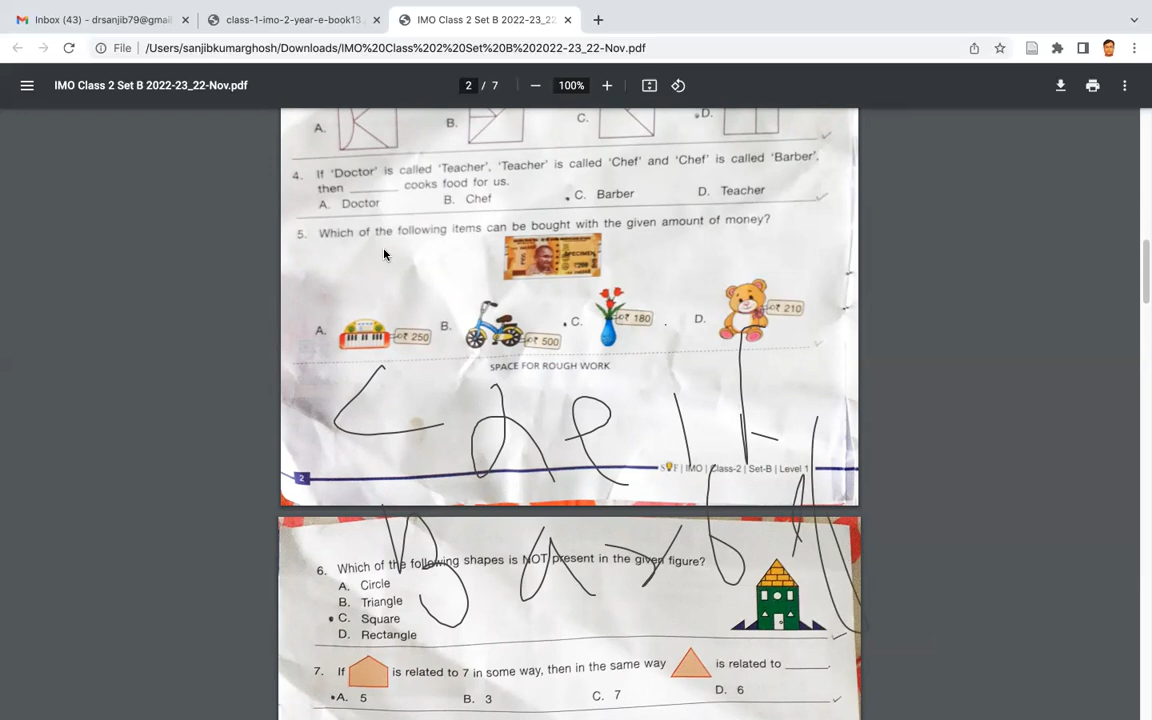 Inbox (43) - drsanjib79@gmai
class-1-imo-2-year-e-book13
IMO Class 2 Set B 2022-23_22
File /Users/sanjibkumarghosh/Downloads/IMO%20Class%202%20Set%20B%202022-23_22-Nov.pdf
IMO Class 2 Set B 2022-23_22-Nov.pdf
2 / 7
100%
A. B. C. D.
4. If 'Doctor' is called 'Teacher', 'Teacher' is called 'Chef' and 'Chef' is called 'Barber', then ______ cooks food for us.
A. Doctor B. Chef C. Barber D. Teacher
5. Which of the following items can be bought with the given amount of money?
SPECIMEN
A. ₹ 250 B. ₹ 500 C. ₹ 180 D. ₹ 210
SPACE FOR ROUGH WORK
2
SOF | IMO | Class-2 | Set-B | Level 1
6. Which of the following shapes is NOT present in the given figure?
A. Circle
B. Triangle
C. Square
D. Rectangle
7. If is related to 7 in some way, then in the same way is related to ______.
A. 5 B. 3 C. 7 D. 6